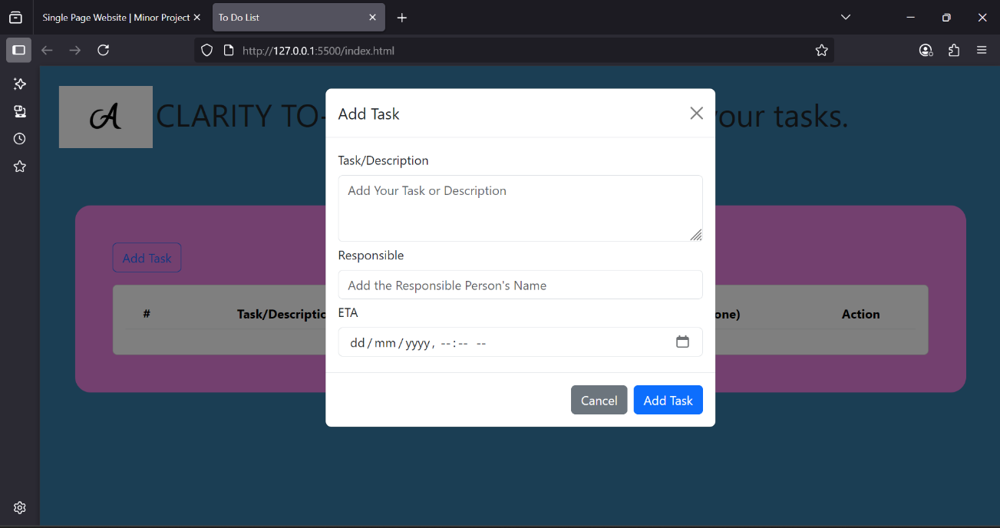 Single Page Website | Minor Project
To Do List
http://127.0.0.1:5500/index.html
A
CLARITY TO-
our tasks.
Add Task
Task/Description
Add Your Task or Description
Responsible
Add the Responsible Person's Name
ETA
dd/mm/yyyy, --:-- --
Cancel
Add Task
Add Task
#
Task/Descriptio
one)
Action